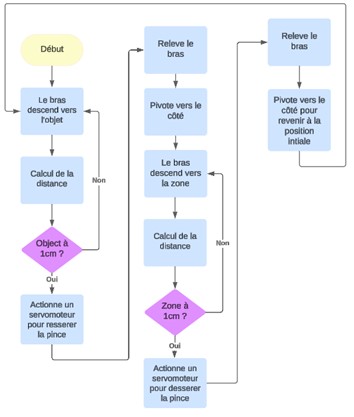 Début
Le bras
descend vers
l'objet
Calcul de la
distance
Non
Object à
1cm ?
Oui
Actionne un
servomoteur
pour resserer
la pince
Releve le
bras
Pivote vers le
côté
Le bras
descend vers
la zone
Calcul de la
distance
Non
Zone à
1cm ?
Oui
Actionne un
servomoteur
pour desserer
la pince
Releve le
bras
Pivote vers le
côté pour
revenir à la
position
intiale